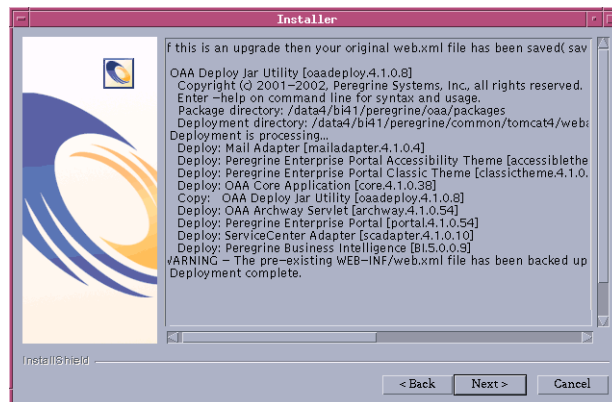 Installer
f this is an upgrade then your original web.xml file has been saved( sav
OAA Deploy Jar Utility [oaadeploy.4.1.0.8]
Copyright (c) 2001-2002, Peregrine Systems, Inc., all rights reserved.
Enter -help on command line for syntax and usage.
Package directory: /data4/bi41/peregrine/oaa/packages
Deployment directory: /data4/bi41/peregrine/common/tomcat4/weba
Deployment is processing...
Deploy: Mail Adapter [mailadapter.4.1.0.4]
Deploy: Peregrine Enterprise Portal Accessibility Theme [accessiblethe
Deploy: Peregrine Enterprise Portal Classic Theme [classictheme.4.1.0.
Deploy: OAA Core Application [core.4.1.0.38]
Copy: OAA Deploy Jar Utility [oaadeploy.4.1.0.8]
Deploy: OAA Archway Servlet [archway.4.1.0.54]
Deploy: Peregrine Enterprise Portal [portal.4.1.0.54]
Deploy: ServiceCenter Adapter [scadapter.4.1.0.10]
Deploy: Peregrine Business Intelligence [BI.5.0.0.9]
WARNING - The pre-existing WEB-INF/web.xml file has been backed up
Deployment complete.
InstallShield
< Back
Next >
Cancel